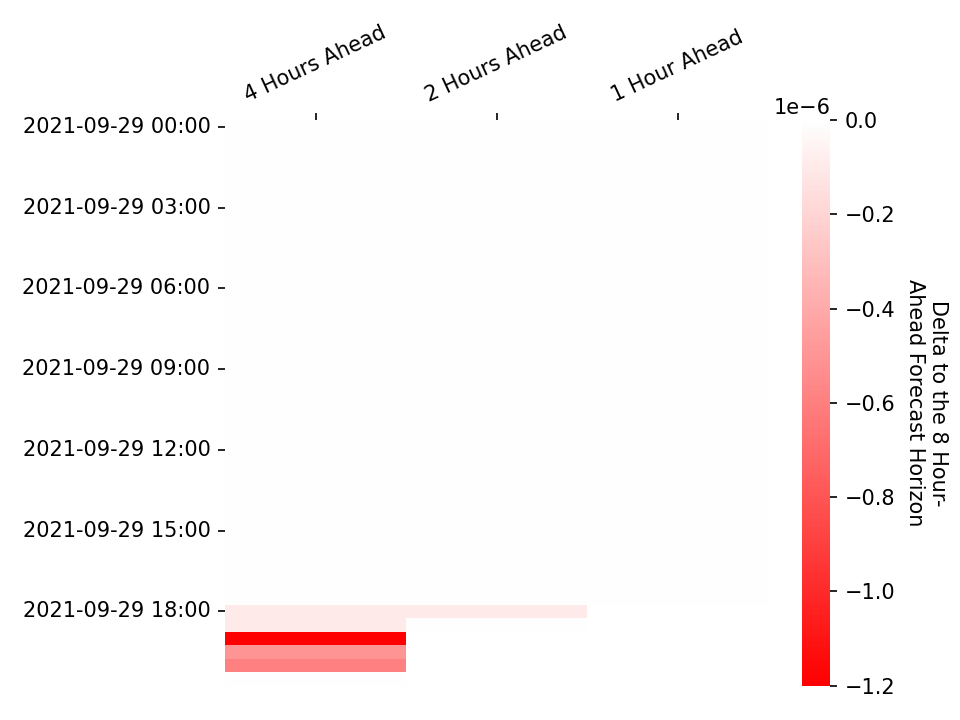 4 Hours Ahead
2 Hours Ahead
1 Hour Ahead
1e−6
2021-09-29 00:00
2021-09-29 03:00
2021-09-29 06:00
2021-09-29 09:00
2021-09-29 12:00
2021-09-29 15:00
2021-09-29 18:00
0.0
−0.2
−0.4
−0.6
−0.8
−1.0
−1.2
Delta to the 8 Hour-
Ahead Forecast Horizon